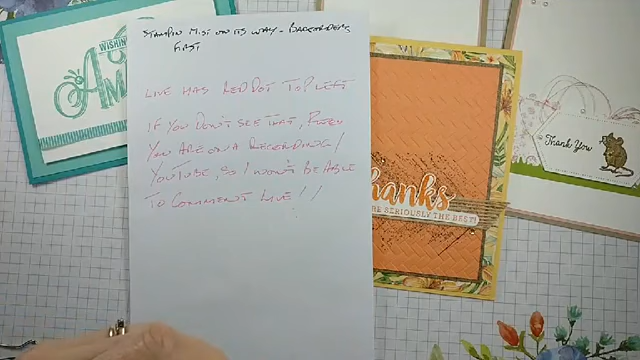 STAMPIN MIST ON ITS WAY - BACKORDERS
FIRST
LIVE HAS RED DOT TOP LEFT
IF YOU DON'T SEE THAT,
YOU ARE ON A RECORDING/
YOUTUBE, SO I WON'T BE ABLE
TO COMMENT LIVE!!
WISHING
thanks
RE SERIOUSLY THE BEST!
Thank You